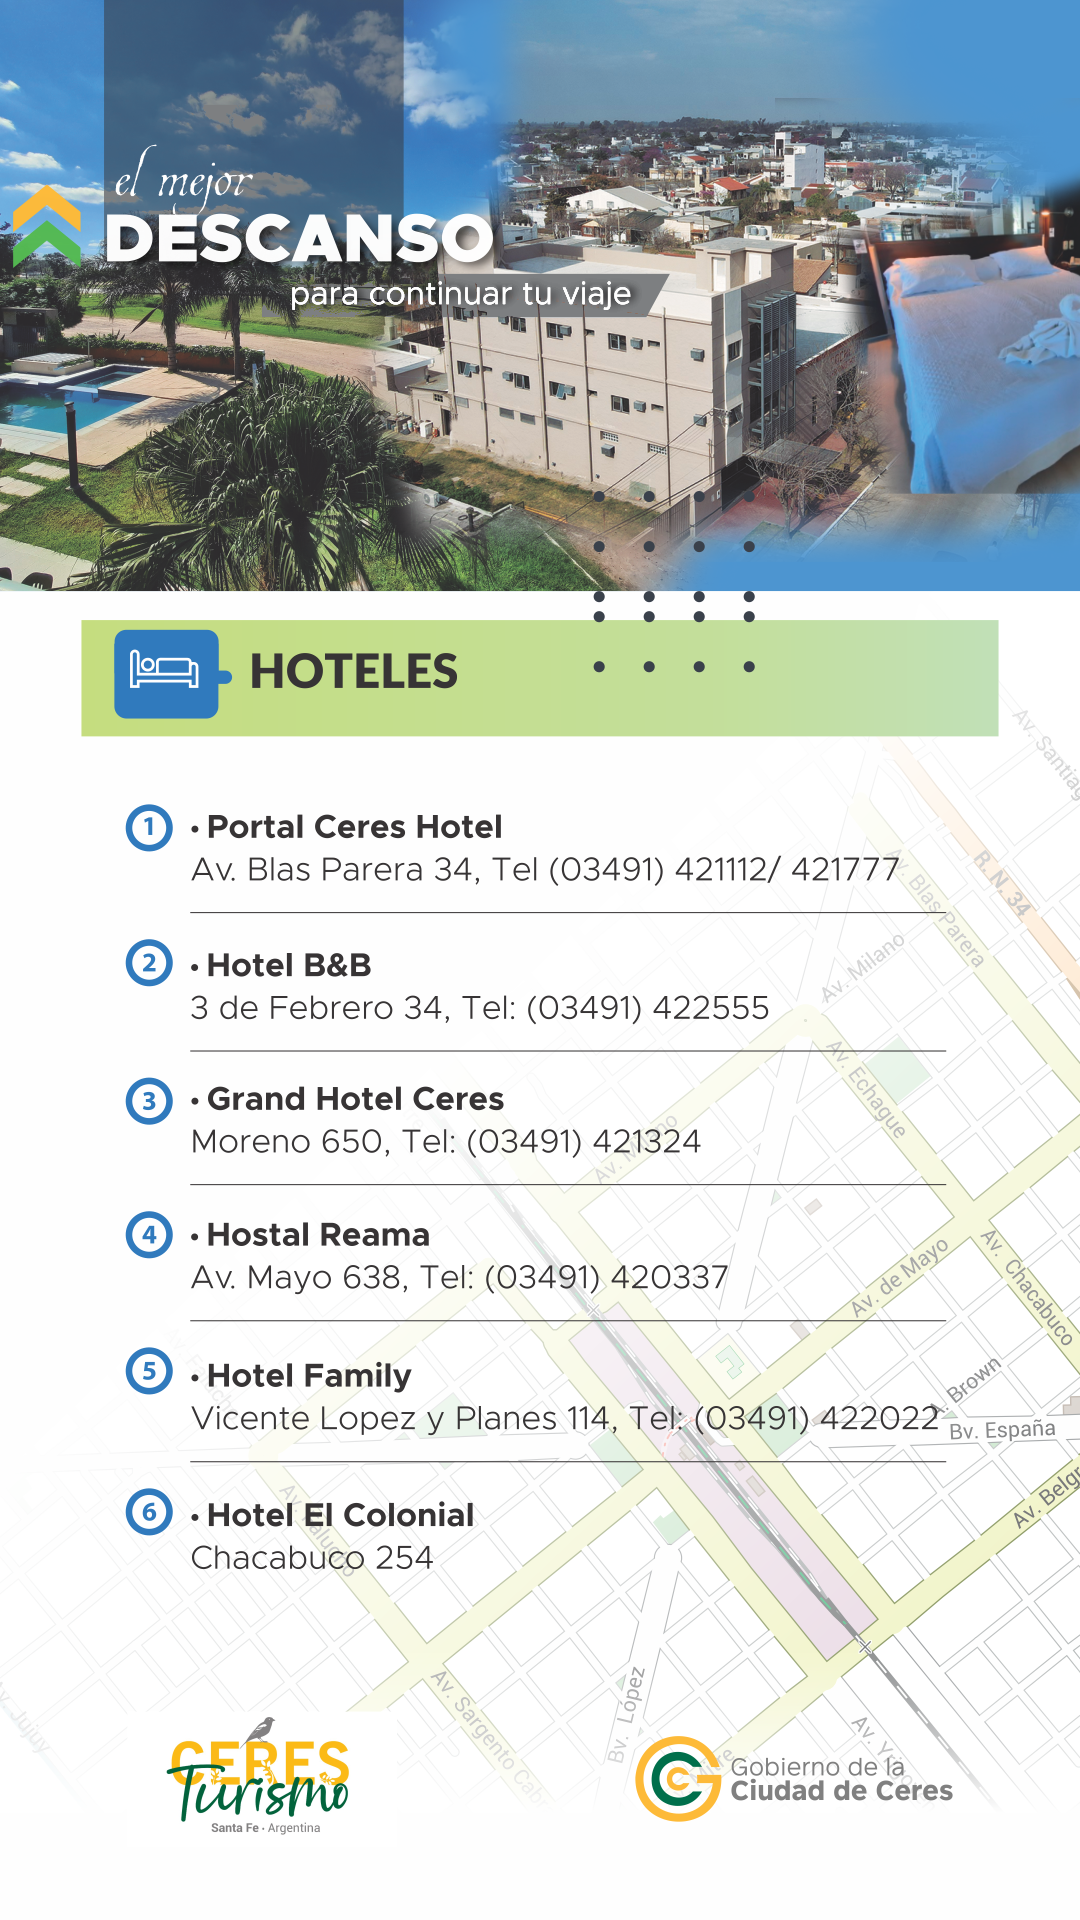 el mejor
DESCANSO
para continuar tu viaje
HOTELES
1
• Portal Ceres Hotel
Av. Blas Parera 34, Tel (03491) 421112/ 421777
2
• Hotel B&B
3 de Febrero 34, Tel: (03491) 422555
3
• Grand Hotel Ceres
Moreno 650, Tel: (03491) 421324
4
• Hostal Reama
Av. Mayo 638, Tel: (03491) 420337
5
• Hotel Family
Vicente Lopez y Planes 114, Tel: (03491) 422022
6
• Hotel El Colonial
Chacabuco 254
Av. Santiag
R. N. 34
Av. Blas Parera
Av. Milano
Av. Echague
Av. de Mayo
Av. Chacabuco
Brown
Bv. España
Av. Belgr
Av. Sargento Cab
Bv. López
Av. Jujuy
CERES
Turismo
Santa Fe • Argentina
Gobierno de la
Ciudad de Ceres